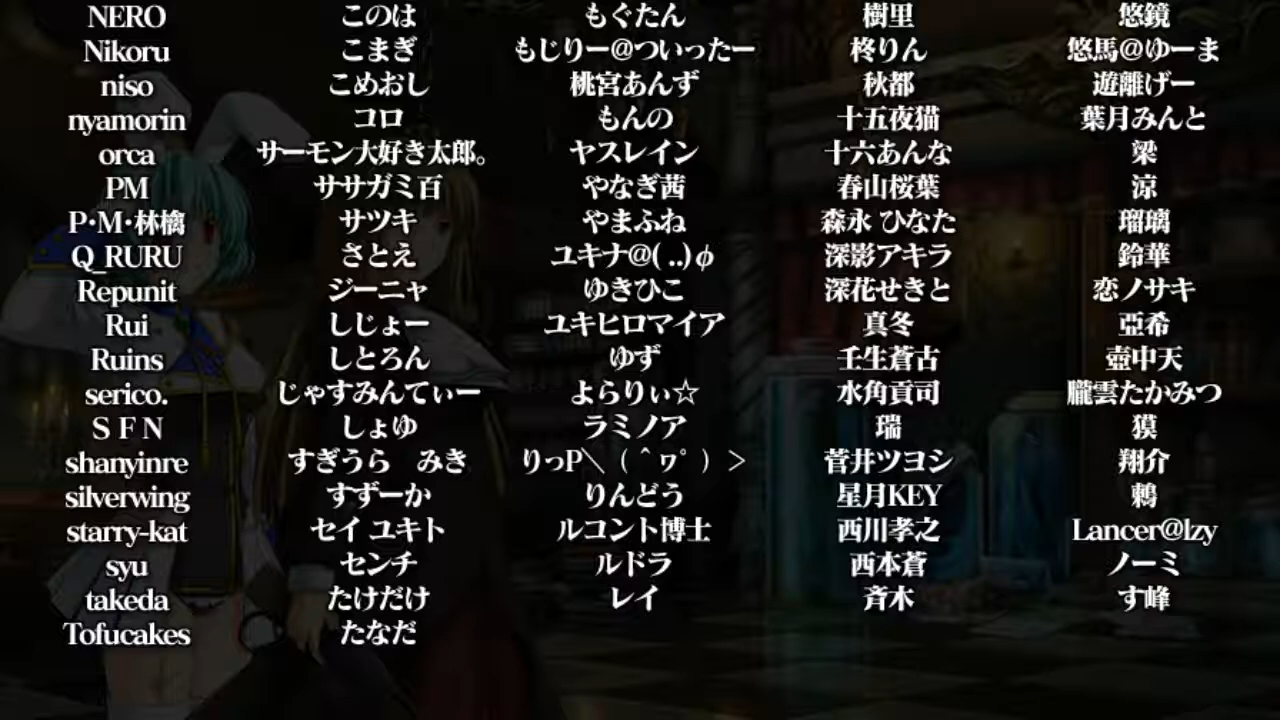 NERO このは もぐたん 樹里 悠鏡
Nikoru こまぎ もじりー@ついったー 柊りん 悠馬@ゆーま
niso こめおし 桃宮あんず 秋都 遊離げー
nyamorin コロ もんの 十五夜猫 葉月みんと
orca サーモン大好き太郎。 ヤスレイン 十六あんな 梁
PM ササガミ百 やなぎ茜 春山桜葉 涼
P・M・林檎 サツキ やまふね 森永 ひなた 瑠璃
Q_RURU さとえ ユキナ@( ..)φ 深影アキラ 鈴華
Repunit ジーニャ ゆきひこ 深花せきと 恋ノサキ
Rui しじょー ユキヒロマイア 真冬 亞希
Ruins しとろん ゆず 壬生蒼古 壺中天
serico. じゃすみんてぃー よらりぃ☆ 水角貢司 朧雲たかみつ
S F N しょゆ ラミノア 瑞 獏
shanyinre すぎうら　みき りっP＼（＾ヮ゜）＞ 菅井ツヨシ 翔介
silverwing すずーか りんどう 星月KEY 鶫
starry-kat セイ ユキト ルコント博士 西川孝之 Lancer@lzy
syu センチ ルドラ 西本蒼 ノーミ
takeda たけだけ レイ 斉木 す峰
Tofucakes たなだ